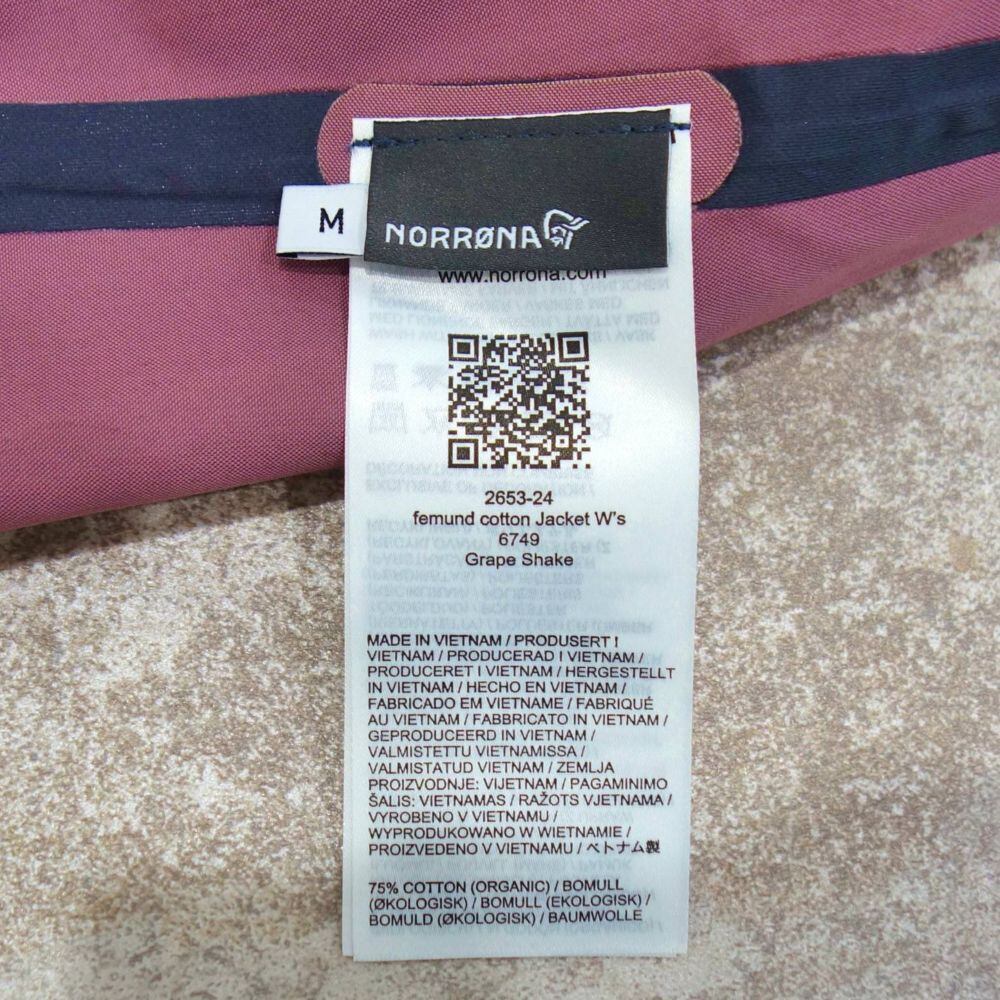 M
NORRØNA
www.norrona.com
2653-24
femund cotton Jacket W's
6749
Grape Shake
MADE IN VIETNAM / PRODUSERT I
VIETNAM / PRODUCERAD I VIETNAM /
PRODUCERET I VIETNAM / HERGESTELLT
IN VIETNAM / HECHO EN VIETNAM /
FABRICADO EM VIETNAME / FABRIQUÉ
AU VIETNAM / FABBRICATO IN VIETNAM /
GEPRODUCEERD IN VIETNAM /
VALMISTETTU VIETNAMISSA /
VALMISTATUD VIETNAM / ZEMLJA
PROIZVODNJE: VIJETNAM / PAGAMINIMO
ŠALIS: VIETNAMAS / RAŽOTS VJETNAMA /
VYROBENO V VIETNAMU /
WYPRODUKOWANO W WIETNAMIE /
PROIZVEDENO V VIETNAMU / ベトナム製
75% COTTON (ORGANIC) / BOMULL
(ØKOLOGISK) / BOMULL (EKOLOGISK) /
BOMULD (ØKOLOGISK) / BAUMWOLLE